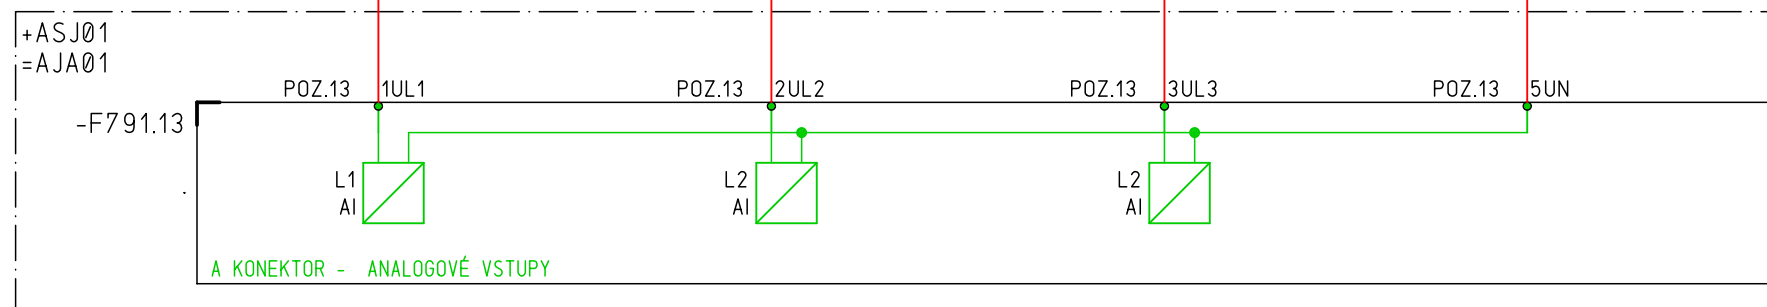 +ASJ01
=AJA01
POZ.13 1UL1 POZ.13 2UL2 POZ.13 3UL3 POZ.13 5UN
-F791.13
L1 L2 L2
AI AI AI
A KONEKTOR - ANALOGOVÉ VSTUPY